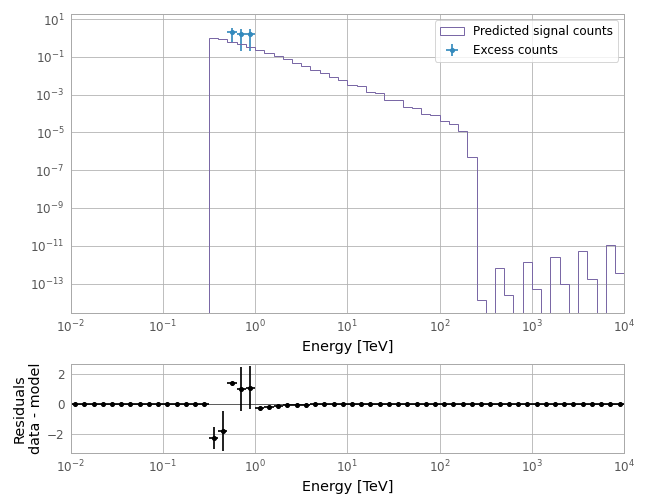 10^1
10^-1
10^-3
10^-5
10^-7
10^-9
10^-11
10^-13
Predicted signal counts
Excess counts
10^-2 10^-1 10^0 10^1 10^2 10^3 10^4
Energy [TeV]
Residuals
data - model
2
0
−2
10^-2 10^-1 10^0 10^1 10^2 10^3 10^4
Energy [TeV]